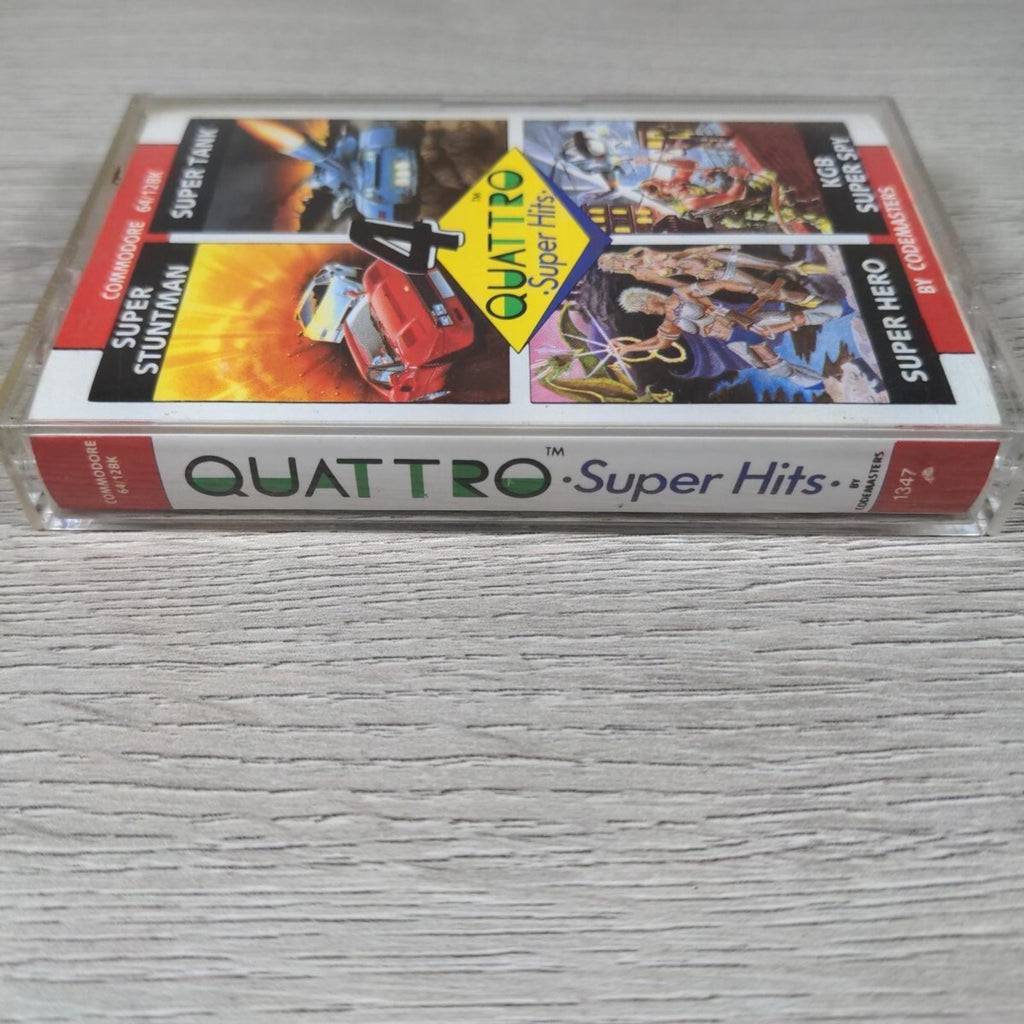 COMMODORE 64/128K
SUPER TANK
KGB
SUPER SPY
SUPER
STUNTMAN
4
QUATTRO™
·Super Hits·
SUPER HERO
BY CODEMASTERS
COMMODORE
64/128K
QUATTRO™ ·Super Hits·
BY
CODEMASTERS
1347